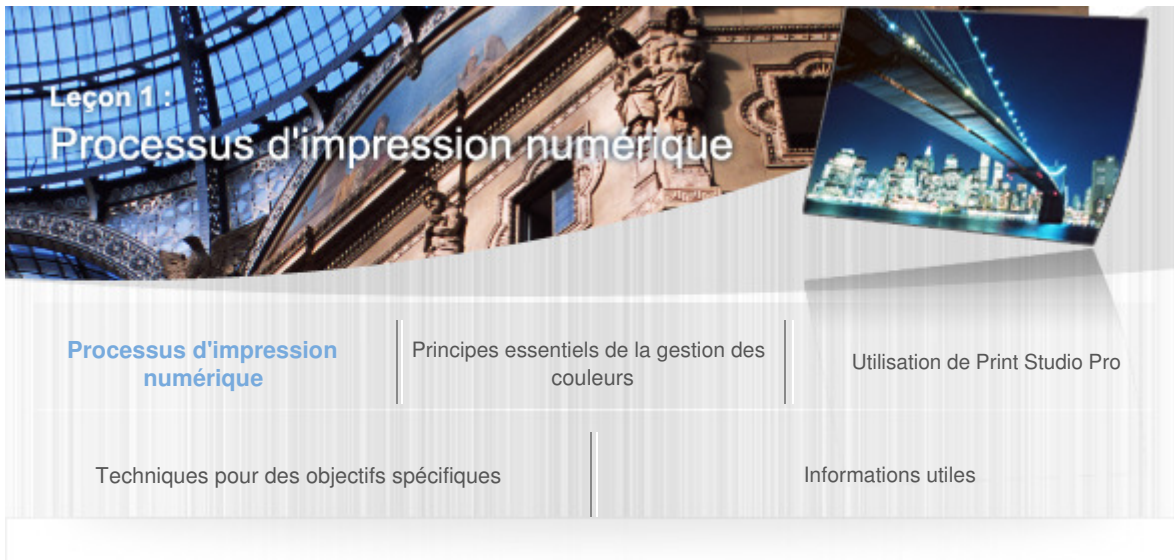 Leçon 1 :
Processus d'impression numérique
Processus d'impression
numérique
Principes essentiels de la gestion des
couleurs
Utilisation de Print Studio Pro
Techniques pour des objectifs spécifiques
Informations utiles